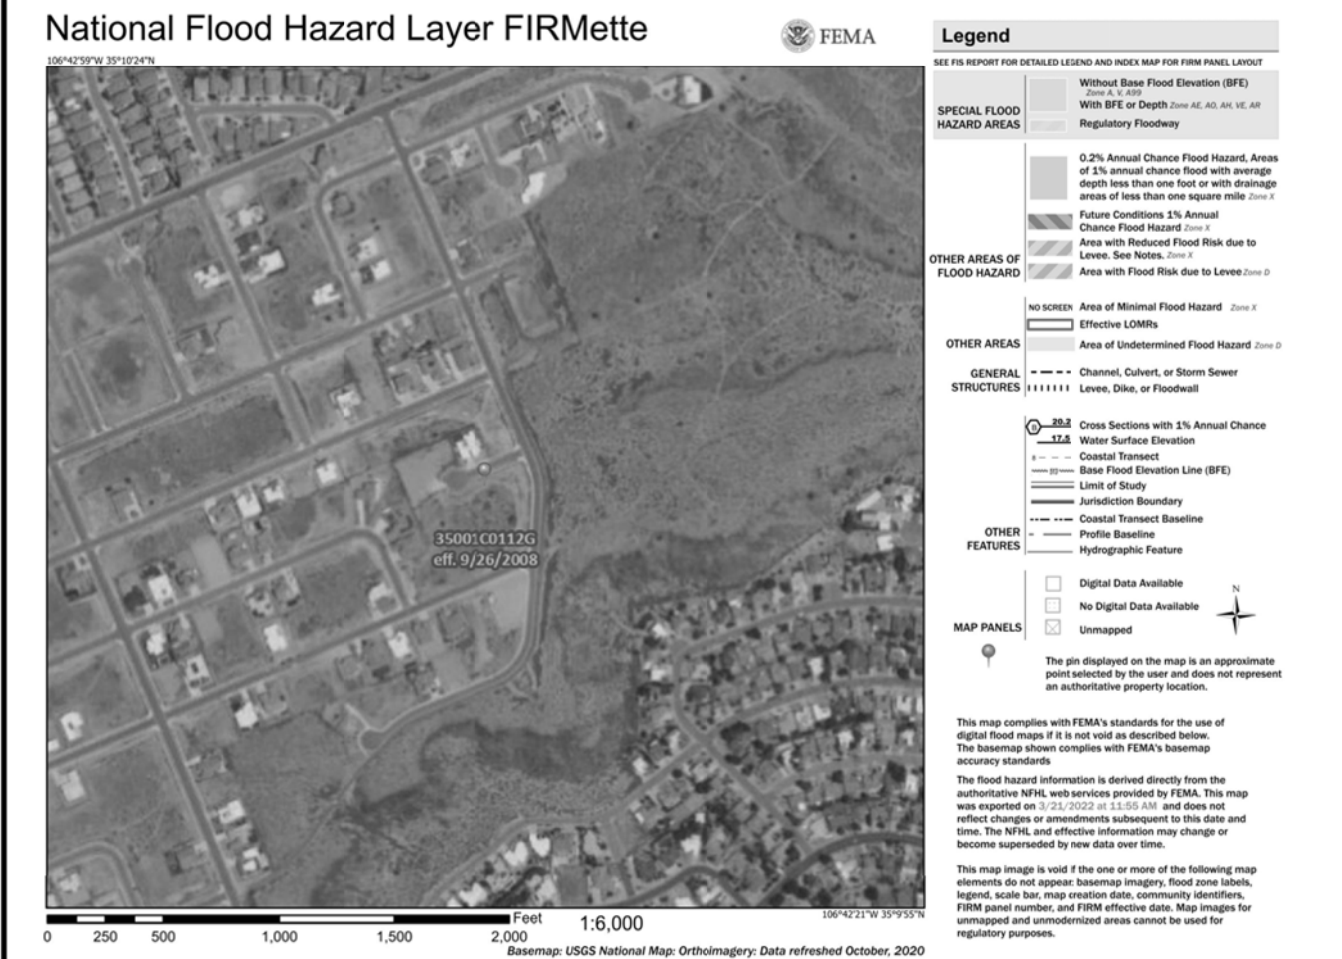 National Flood Hazard Layer FIRMette
FEMA
106°42'59"W 35°10'24"N
35001C0112G
eff. 9/26/2008
0 250 500 1,000 1,500 2,000
Feet
1:6,000
106°42'21"W 35°9'55"N
Basemap: USGS National Map: Orthoimagery: Data refreshed October, 2020
Legend
SEE FIS REPORT FOR DETAILED LEGEND AND INDEX MAP FOR FIRM PANEL LAYOUT
SPECIAL FLOOD
HAZARD AREAS
Without Base Flood Elevation (BFE)
Zone A, V, A99
With BFE or Depth Zone AE, AO, AH, VE, AR
Regulatory Floodway
OTHER AREAS OF
FLOOD HAZARD
0.2% Annual Chance Flood Hazard, Areas
of 1% annual chance flood with average
depth less than one foot or with drainage
areas of less than one square mile Zone X
Future Conditions 1% Annual
Chance Flood Hazard Zone X
Area with Reduced Flood Risk due to
Levee. See Notes. Zone X
Area with Flood Risk due to Levee Zone D
OTHER AREAS
NO SCREEN Area of Minimal Flood Hazard Zone X
Effective LOMRs
Area of Undetermined Flood Hazard Zone D
GENERAL
STRUCTURES
Channel, Culvert, or Storm Sewer
Levee, Dike, or Floodwall
OTHER
FEATURES
B 20.2 Cross Sections with 1% Annual Chance
17.5 Water Surface Elevation
8 Coastal Transect
513 Base Flood Elevation Line (BFE)
Limit of Study
Jurisdiction Boundary
Coastal Transect Baseline
Profile Baseline
Hydrographic Feature
MAP PANELS
Digital Data Available
No Digital Data Available
Unmapped
N
The pin displayed on the map is an approximate
point selected by the user and does not represent
an authoritative property location.
This map complies with FEMA's standards for the use of
digital flood maps if it is not void as described below.
The basemap shown complies with FEMA's basemap
accuracy standards
The flood hazard information is derived directly from the
authoritative NFHL web services provided by FEMA. This map
was exported on 3/21/2022 at 11:55 AM and does not
reflect changes or amendments subsequent to this date and
time. The NFHL and effective information may change or
become superseded by new data over time.
This map image is void if the one or more of the following map
elements do not appear: basemap imagery, flood zone labels,
legend, scale bar, map creation date, community identifiers,
FIRM panel number, and FIRM effective date. Map images for
unmapped and unmodernized areas cannot be used for
regulatory purposes.